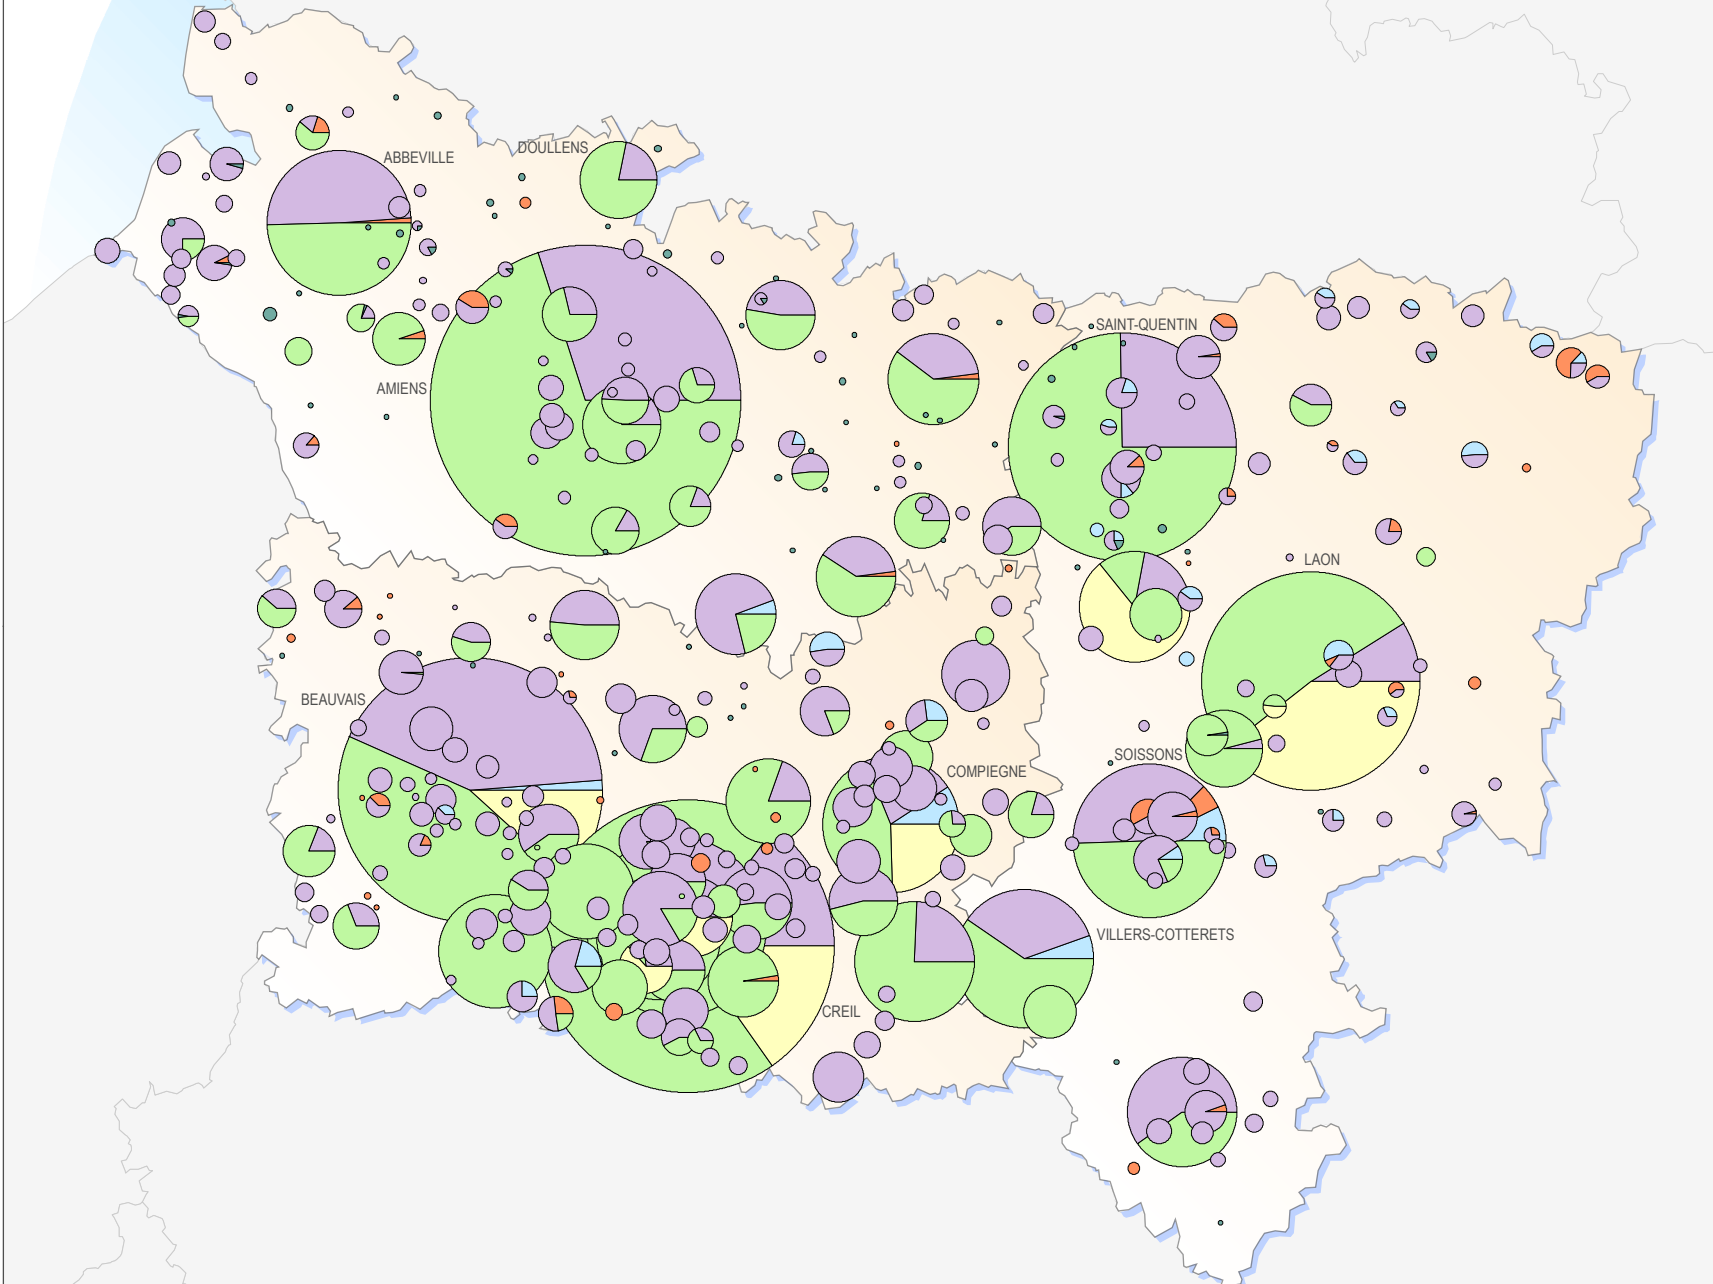 DOULLENS
ABBEVILLE
SAINT-QUENTIN
AMIENS
LAON
BEAUVAIS
SOISSONS
COMPIEGNE
VILLERS-COTTERETS
CREIL